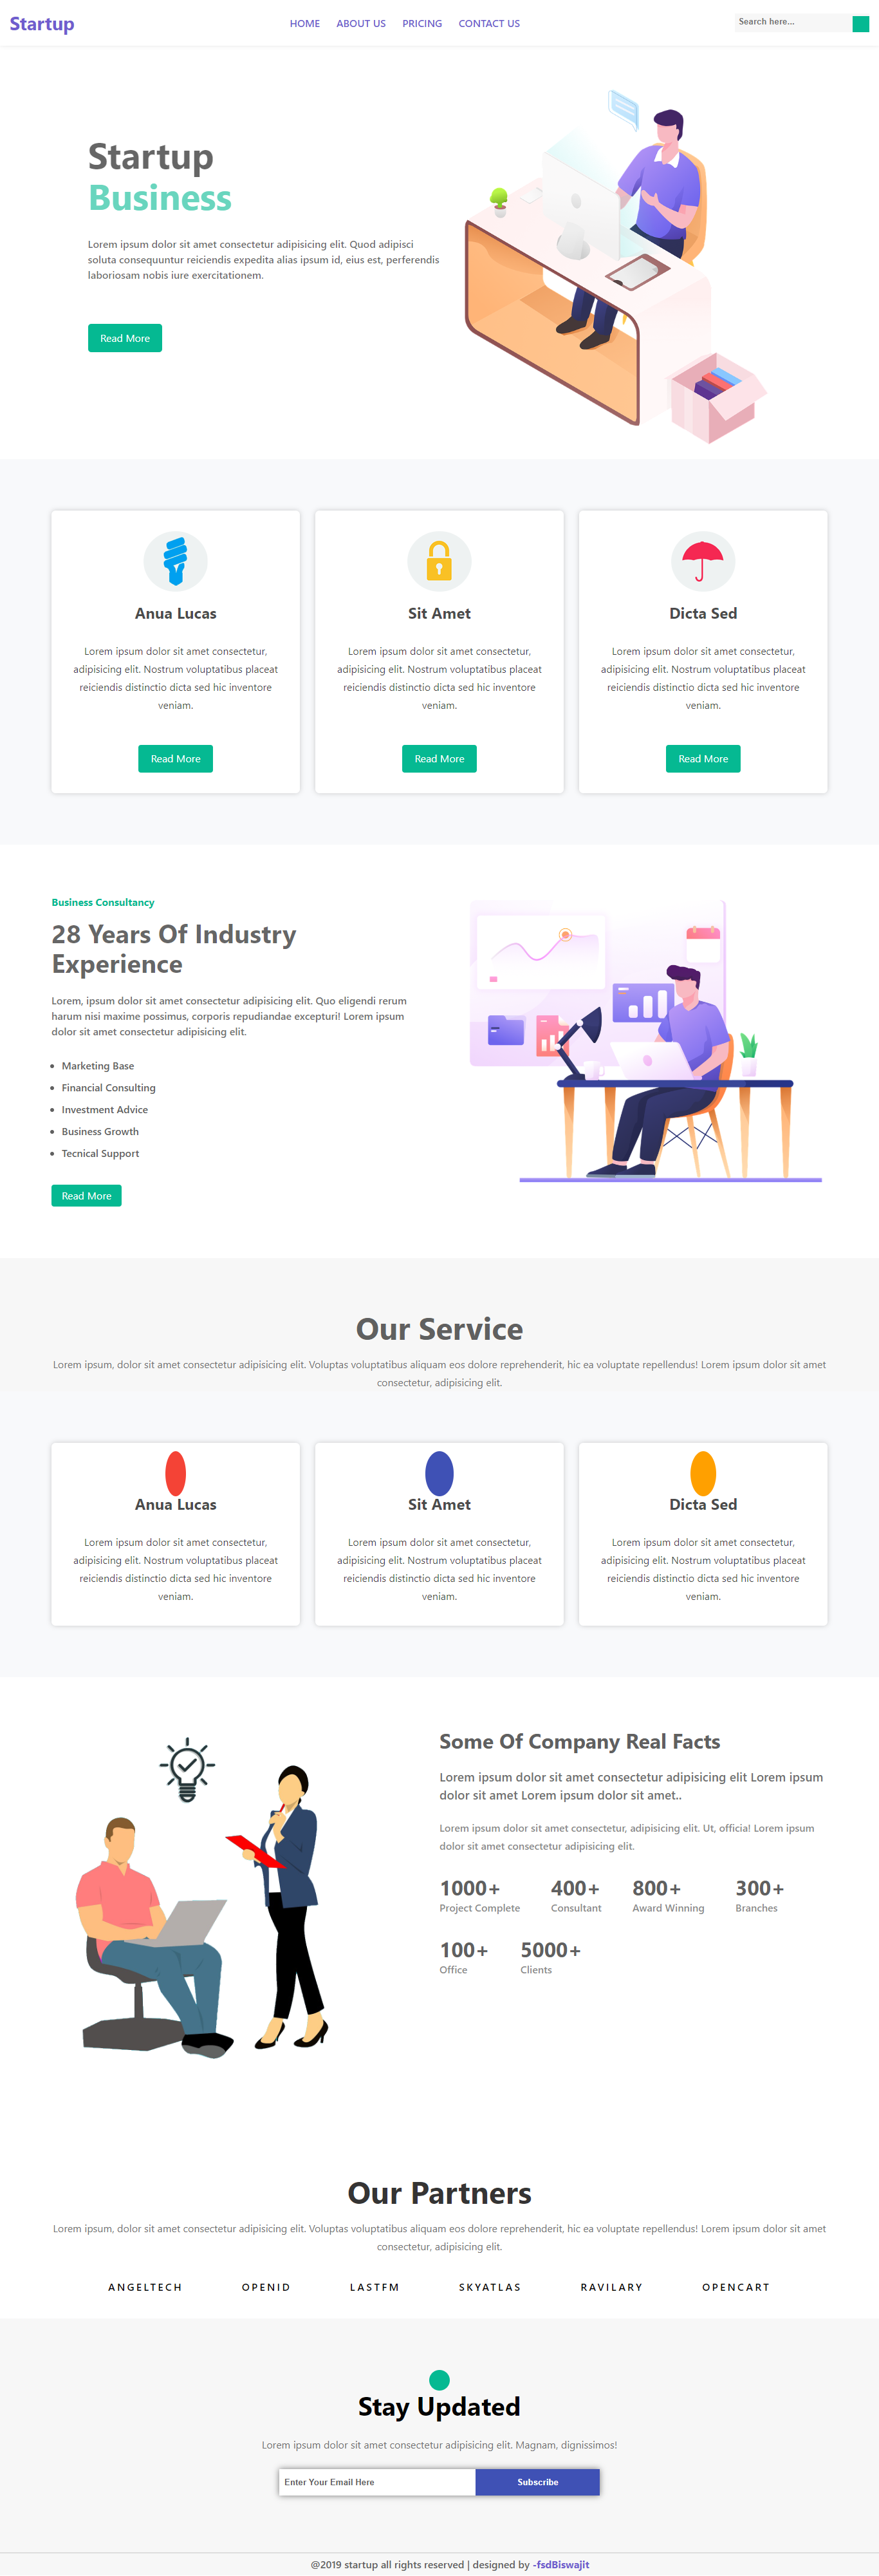 Startup
HOME ABOUT US PRICING CONTACT US
Search here...
Startup
Business
Lorem ipsum dolor sit amet consectetur adipisicing elit. Quod adipisci
soluta consequuntur reiciendis expedita alias ipsum id, eius est, perferendis
laboriosam nobis iure exercitationem.
Read More
Anua Lucas
Lorem ipsum dolor sit amet consectetur,
adipisicing elit. Nostrum voluptatibus placeat
reiciendis distinctio dicta sed hic inventore
veniam.
Read More
Sit Amet
Lorem ipsum dolor sit amet consectetur,
adipisicing elit. Nostrum voluptatibus placeat
reiciendis distinctio dicta sed hic inventore
veniam.
Read More
Dicta Sed
Lorem ipsum dolor sit amet consectetur,
adipisicing elit. Nostrum voluptatibus placeat
reiciendis distinctio dicta sed hic inventore
veniam.
Read More
Business Consultancy
28 Years Of Industry
Experience
Lorem, ipsum dolor sit amet consectetur adipisicing elit. Quo eligendi rerum
harum nisi maxime possimus, corporis repudiandae excepturi! Lorem ipsum
dolor sit amet consectetur adipisicing elit.
• Marketing Base
• Financial Consulting
• Investment Advice
• Business Growth
• Tecnical Support
Read More
Our Service
Lorem ipsum, dolor sit amet consectetur adipisicing elit. Voluptas voluptatibus aliquam eos dolore reprehenderit, hic ea voluptate repellendus! Lorem ipsum dolor sit amet
consectetur, adipisicing elit.
Anua Lucas
Lorem ipsum dolor sit amet consectetur,
adipisicing elit. Nostrum voluptatibus placeat
reiciendis distinctio dicta sed hic inventore
veniam.
Sit Amet
Lorem ipsum dolor sit amet consectetur,
adipisicing elit. Nostrum voluptatibus placeat
reiciendis distinctio dicta sed hic inventore
veniam.
Dicta Sed
Lorem ipsum dolor sit amet consectetur,
adipisicing elit. Nostrum voluptatibus placeat
reiciendis distinctio dicta sed hic inventore
veniam.
Some Of Company Real Facts
Lorem ipsum dolor sit amet consectetur adipisicing elit Lorem ipsum
dolor sit amet Lorem ipsum dolor sit amet..
Lorem ipsum dolor sit amet consectetur, adipisicing elit. Ut, officia! Lorem ipsum
dolor sit amet consectetur adipisicing elit.
1000+ 400+ 800+ 300+
Project Complete Consultant Award Winning Branches
100+ 5000+
Office Clients
Our Partners
Lorem ipsum, dolor sit amet consectetur adipisicing elit. Voluptas voluptatibus aliquam eos dolore reprehenderit, hic ea voluptate repellendus! Lorem ipsum dolor sit amet
consectetur, adipisicing elit.
ANGELTECH OPENID LASTFM SKYATLAS RAVILARY OPENCART
Stay Updated
Lorem ipsum dolor sit amet consectetur adipisicing elit. Magnam, dignissimos!
Enter Your Email Here Subscribe
@2019 startup all rights reserved | designed by -fsdBiswajit